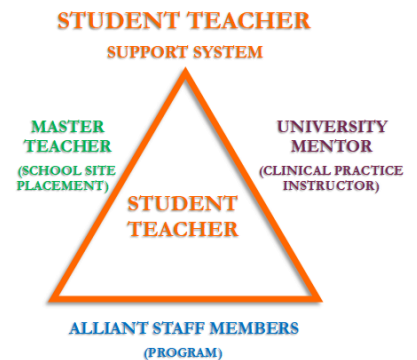 STUDENT TEACHER
SUPPORT SYSTEM
MASTER
TEACHER
(SCHOOL SITE
PLACEMENT)
UNIVERSITY
MENTOR
(CLINICAL PRACTICE
INSTRUCTOR)
STUDENT
TEACHER
ALLIANT STAFF MEMBERS
(PROGRAM)